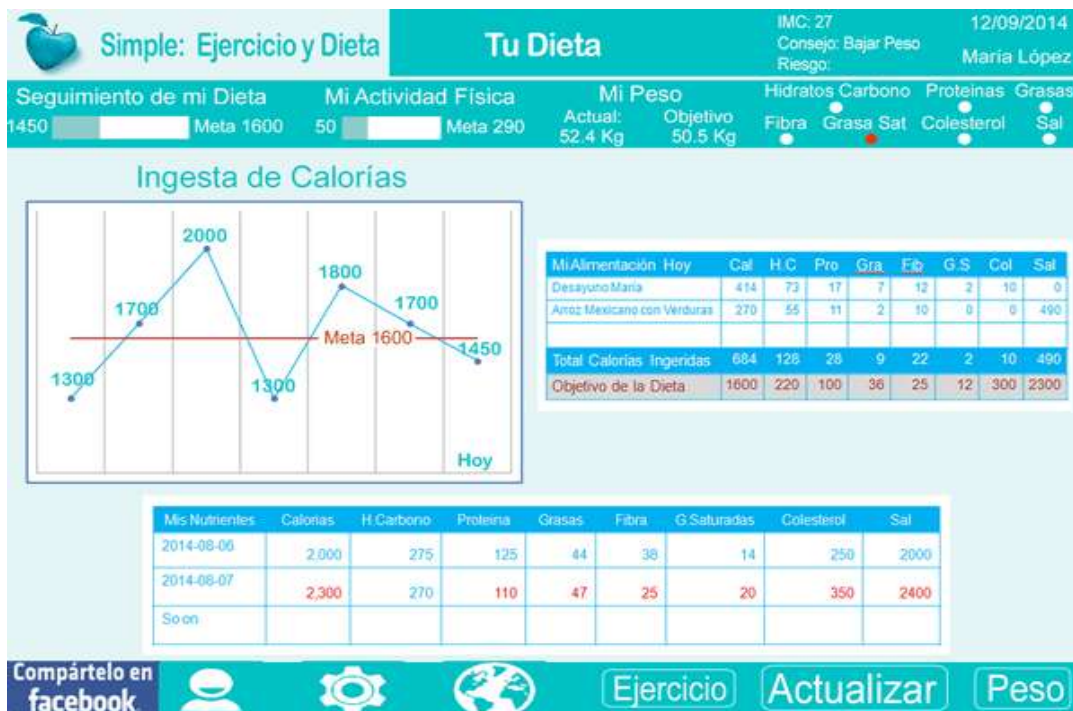 Simple: Ejercicio y Dieta
Tu Dieta
IMC: 27
Consejo: Bajar Peso
Riesgo:
12/09/2014
María López
Seguimiento de mi Dieta
1450 Meta 1600
Mi Actividad Física
50 Meta 290
Mi Peso
Actual: Objetivo
52.4 Kg 50.5 Kg
Hidratos Carbono Proteinas Grasas
Fibra Grasa Sat Colesterol Sal
Ingesta de Calorías
2000
1800
1700 1700
Meta 1600
1450
1300 1300
Hoy
Mi Alimentación Hoy Cal H.C Pro Gra Fib G.S Col Sal
Desayuno María 414 73 17 7 12 2 10 0
Arroz Mexicano con Verduras 270 55 11 2 10 0 0 490
Total Calorías Ingeridas 684 128 28 9 22 2 10 490
Objetivo de la Dieta 1600 220 100 36 25 12 300 2300
Mis Nutrientes Calorias H.Carbono Proteina Grasas Fibra G.Saturadas Colesterol Sal
2014-08-06 2,000 275 125 44 38 14 250 2000
2014-08-07 2,300 270 110 47 25 20 350 2400
So on
Compártelo en
facebook
Ejercicio
Actualizar
Peso